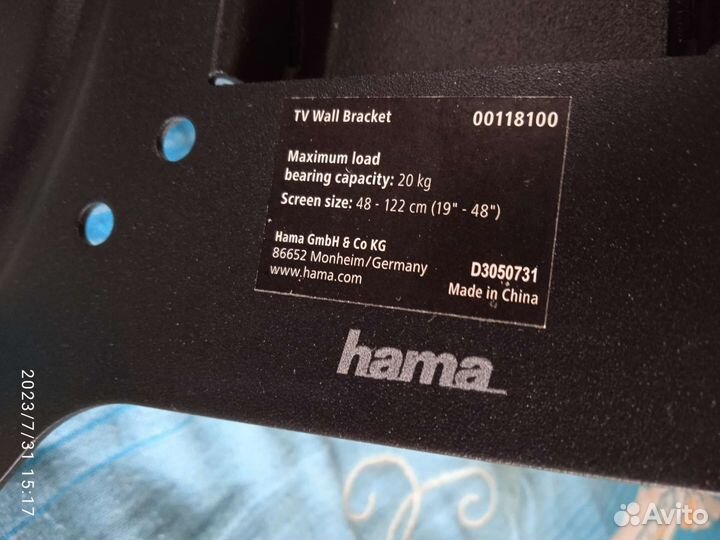 TV Wall Bracket 00118100
Maximum load
bearing capacity: 20 kg
Screen size: 48 - 122 cm (19" - 48")
Hama GmbH & Co KG
86652 Monheim/Germany D3050731
www.hama.com Made in China
hama
2023/7/31 15:17
Avito